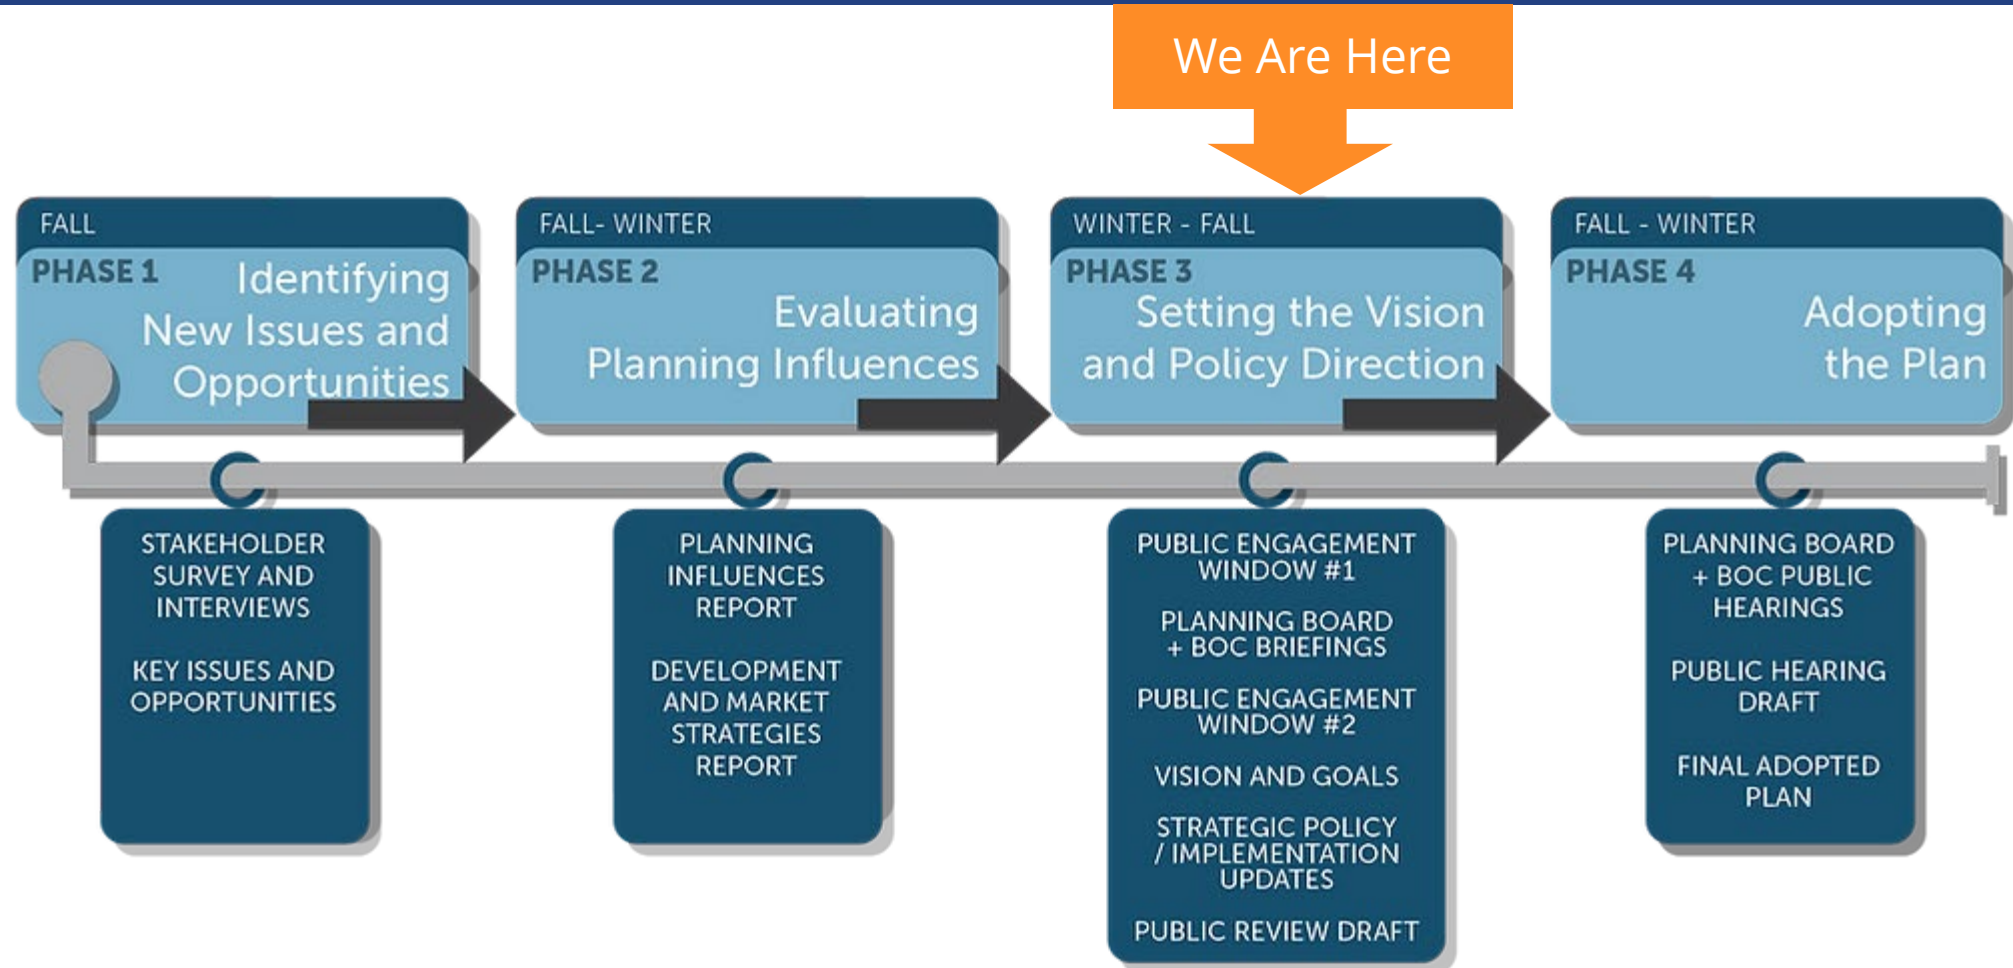 We Are Here
FALL
PHASE 1
Identifying
New Issues and
Opportunities
FALL- WINTER
PHASE 2
Evaluating
Planning Influences
WINTER - FALL
PHASE 3
Setting the Vision
and Policy Direction
FALL - WINTER
PHASE 4
Adopting
the Plan
STAKEHOLDER
SURVEY AND
INTERVIEWS
KEY ISSUES AND
OPPORTUNITIES
PLANNING
INFLUENCES
REPORT
DEVELOPMENT
AND MARKET
STRATEGIES
REPORT
PUBLIC ENGAGEMENT
WINDOW #1
PLANNING BOARD
+ BOC BRIEFINGS
PUBLIC ENGAGEMENT
WINDOW #2
VISION AND GOALS
STRATEGIC POLICY
/ IMPLEMENTATION
UPDATES
PUBLIC REVIEW DRAFT
PLANNING BOARD
+ BOC PUBLIC
HEARINGS
PUBLIC HEARING
DRAFT
FINAL ADOPTED
PLAN